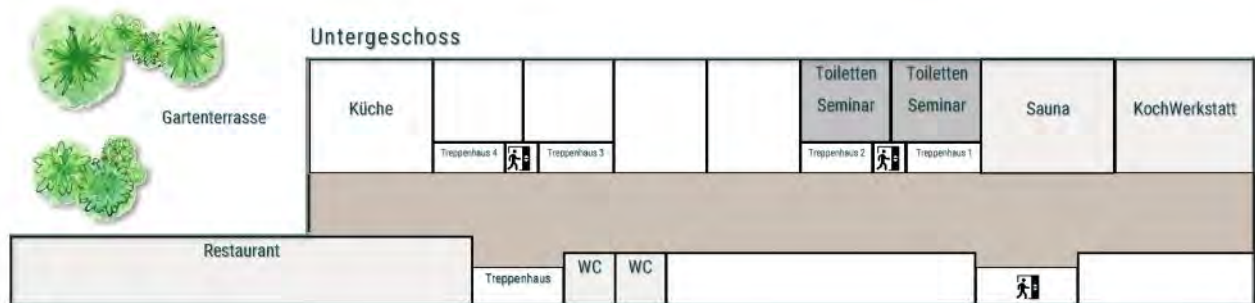 Untergeschoss
Gartenterrasse
Küche
Toiletten
Seminar
Toiletten
Seminar
Sauna
KochWerkstatt
Treppenhaus 4
Treppenhaus 3
Treppenhaus 2
Treppenhaus 1
Restaurant
Treppenhaus
WC
WC